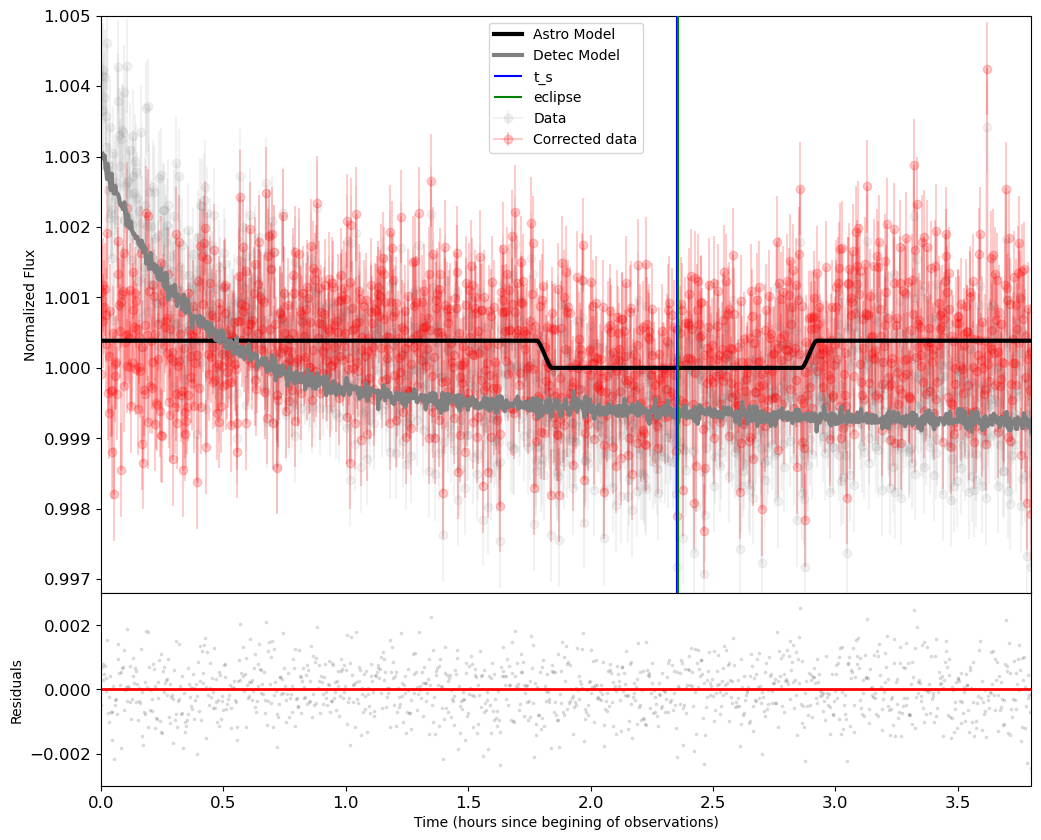 1.005
1.004
1.003
1.002
1.001
1.000
0.999
0.998
0.997
Normalized Flux
Astro Model
Detec Model
t_s
eclipse
Data
Corrected data
0.002
0.000
−0.002
Residuals
0.0 0.5 1.0 1.5 2.0 2.5 3.0 3.5
Time (hours since begining of observations)